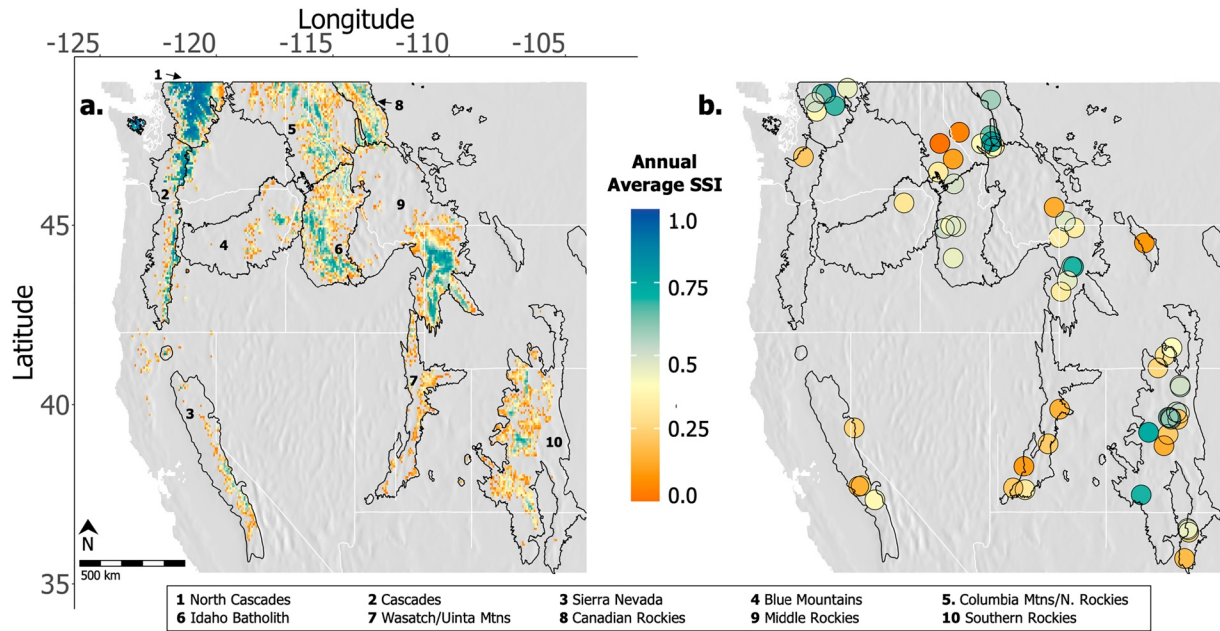 Longitude
-125 -120 -115 -110 -105
1
a.
b.
8
5
2
9
4
6
7
3
10
Annual
Average SSI
1.0
0.75
0.5
0.25
0.0
Latitude
45
40
35
N
500 km
1 North Cascades 2 Cascades 3 Sierra Nevada 4 Blue Mountains 5. Columbia Mtns/N. Rockies
6 Idaho Batholith 7 Wasatch/Uinta Mtns 8 Canadian Rockies 9 Middle Rockies 10 Southern Rockies